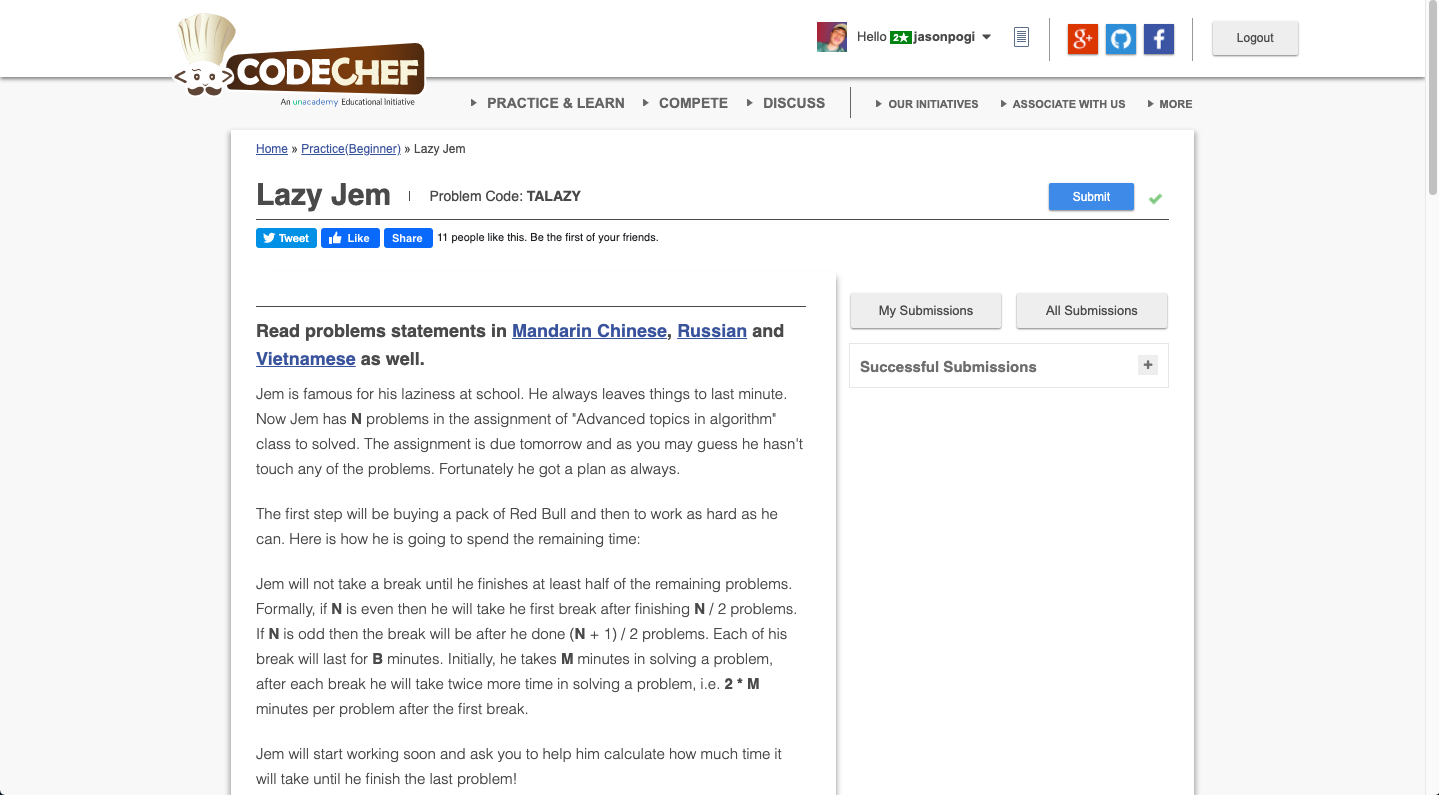 CODECHEF
An unacademy Educational Initiative
Hello 2★ jasonpogi
g+
f
Logout
PRACTICE & LEARN
COMPETE
DISCUSS
OUR INITIATIVES
ASSOCIATE WITH US
MORE
Home » Practice(Beginner) » Lazy Jem
Lazy Jem
Problem Code: TALAZY
Submit
Tweet
Like
Share
11 people like this. Be the first of your friends.
My Submissions
All Submissions
Successful Submissions
+
Read problems statements in Mandarin Chinese, Russian and
Vietnamese as well.
Jem is famous for his laziness at school. He always leaves things to last minute.
Now Jem has N problems in the assignment of "Advanced topics in algorithm"
class to solved. The assignment is due tomorrow and as you may guess he hasn't
touch any of the problems. Fortunately he got a plan as always.
The first step will be buying a pack of Red Bull and then to work as hard as he
can. Here is how he is going to spend the remaining time:
Jem will not take a break until he finishes at least half of the remaining problems.
Formally, if N is even then he will take he first break after finishing N / 2 problems.
If N is odd then the break will be after he done (N + 1) / 2 problems. Each of his
break will last for B minutes. Initially, he takes M minutes in solving a problem,
after each break he will take twice more time in solving a problem, i.e. 2 * M
minutes per problem after the first break.
Jem will start working soon and ask you to help him calculate how much time it
will take until he finish the last problem!